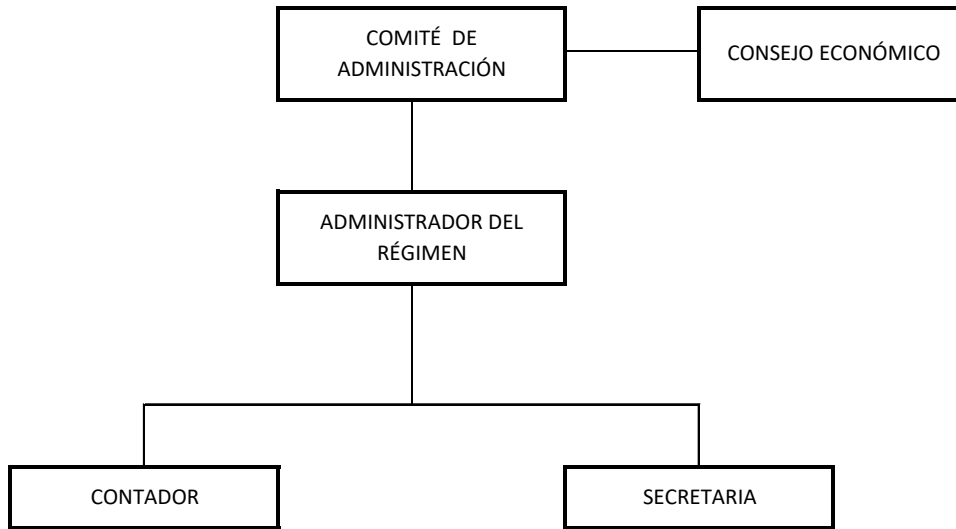 COMITÉ DE
ADMINISTRACIÓN
CONSEJO ECONÓMICO
ADMINISTRADOR DEL
RÉGIMEN
CONTADOR
SECRETARIA